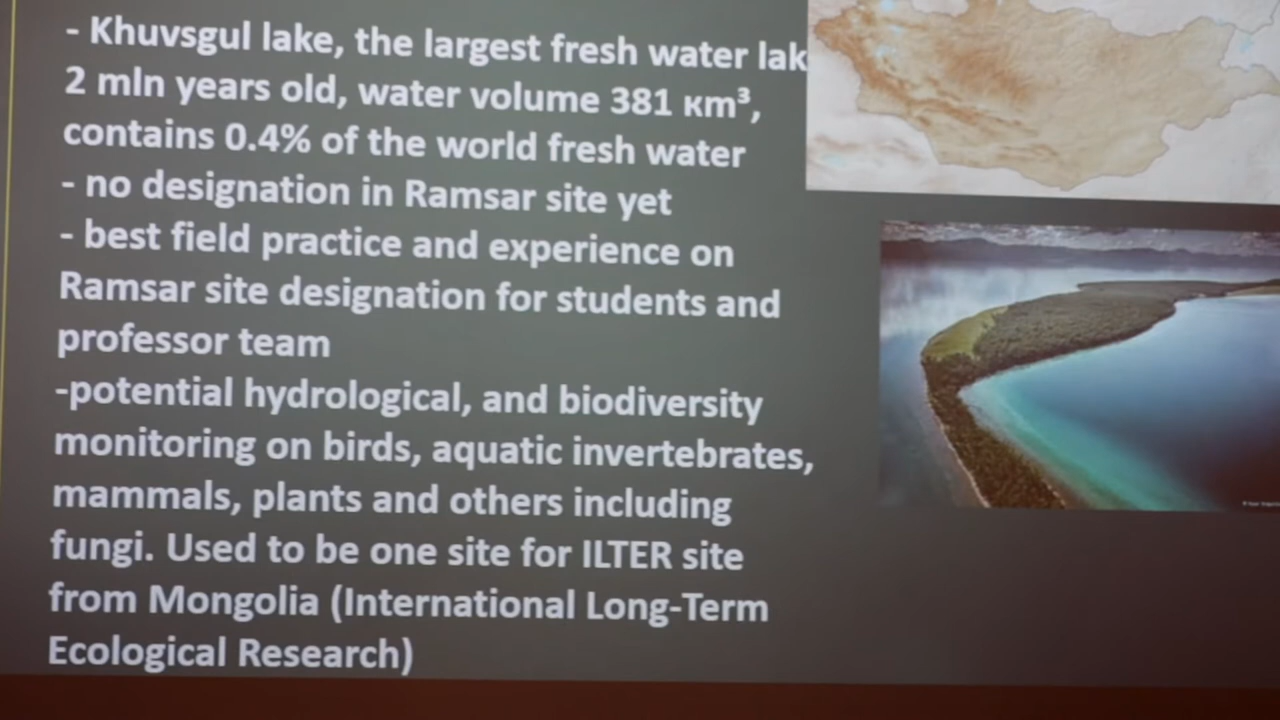 - Khuvsgul lake, the largest fresh water lak
2 mln years old, water volume 381 кm³,
contains 0.4% of the world fresh water
- no designation in Ramsar site yet
- best field practice and experience on
Ramsar site designation for students and
professor team
-potential hydrological, and biodiversity
monitoring on birds, aquatic invertebrates,
mammals, plants and others including
fungi. Used to be one site for ILTER site
from Mongolia (International Long-Term
Ecological Research)